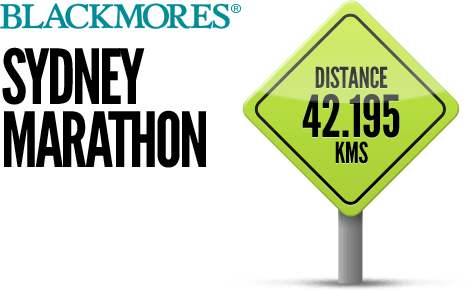 BLACKMORES®
SYDNEY
MARATHON
DISTANCE
42.195
KMS